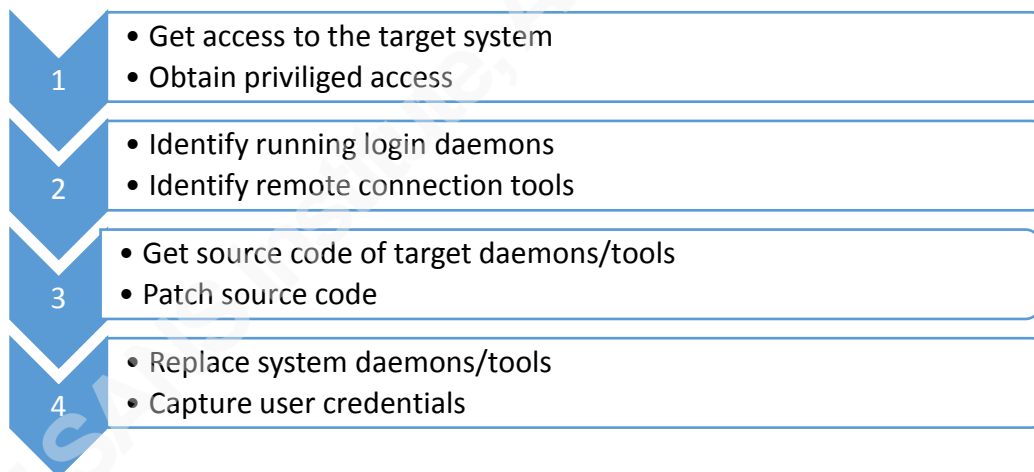 1
• Get access to the target system
• Obtain priviliged access
2
• Identify running login daemons
• Identify remote connection tools
3
• Get source code of target daemons/tools
• Patch source code
4
• Replace system daemons/tools
• Capture user credentials
SANS Institute,